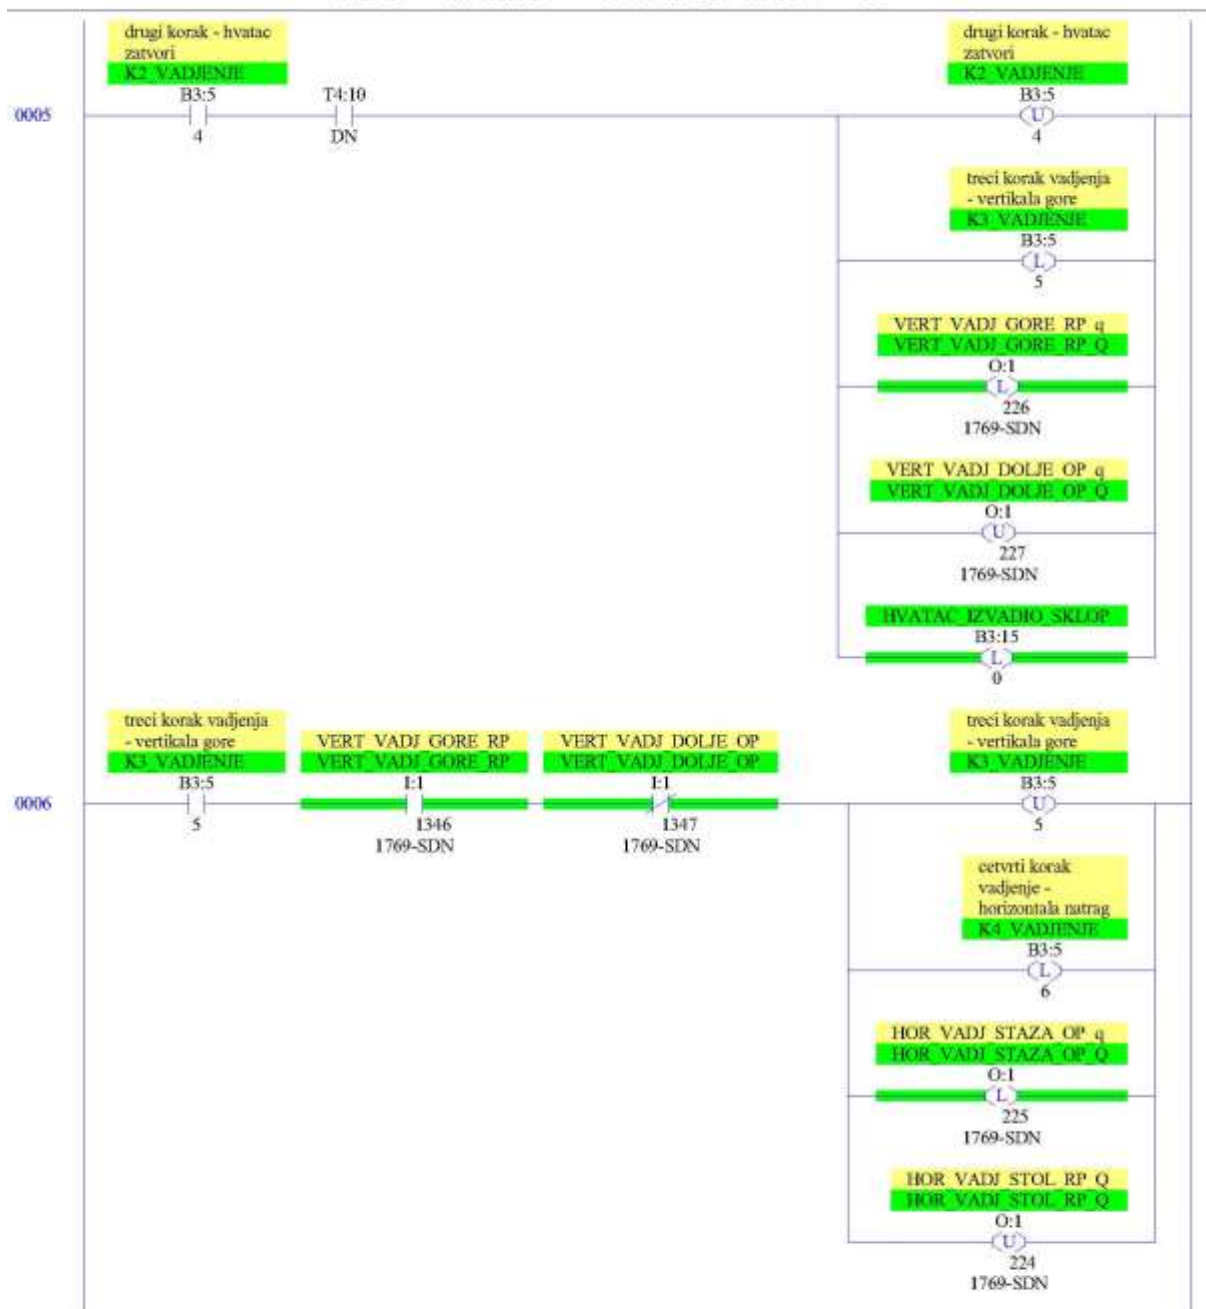 drugi korak - hvatac
zatvori
K2_VADJENJE
B3:5
4
T4:10
DN
0005
drugi korak - hvatac
zatvori
K2_VADJENJE
B3:5
U
4
treci korak vadjenja
- vertikala gore
K3_VADJENJE
B3:5
L
5
VERT_VADJ_GORE_RP_q
VERT_VADJ_GORE_RP_Q
O:1
L
226
1769-SDN
VERT_VADJ_DOLJE_OP_q
VERT_VADJ_DOLJE_OP_Q
O:1
U
227
1769-SDN
HVATAC_IZVADIO_SKLOP
B3:15
L
0
treci korak vadjenja
- vertikala gore
K3_VADJENJE
B3:5
5
VERT_VADJ_GORE_RP
VERT_VADJ_GORE_RP
I:1
1346
1769-SDN
VERT_VADJ_DOLJE_OP
VERT_VADJ_DOLJE_OP
I:1
1347
1769-SDN
0006
treci korak vadjenja
- vertikala gore
K3_VADJENJE
B3:5
U
5
cetvrti korak
vadjenje -
horizontala natrag
K4_VADJENJE
B3:5
L
6
HOR_VADJ_STAZA_OP_q
HOR_VADJ_STAZA_OP_Q
O:1
L
225
1769-SDN
HOR_VADJ_STOL_RP_Q
HOR_VADJ_STOL_RP_Q
O:1
U
224
1769-SDN